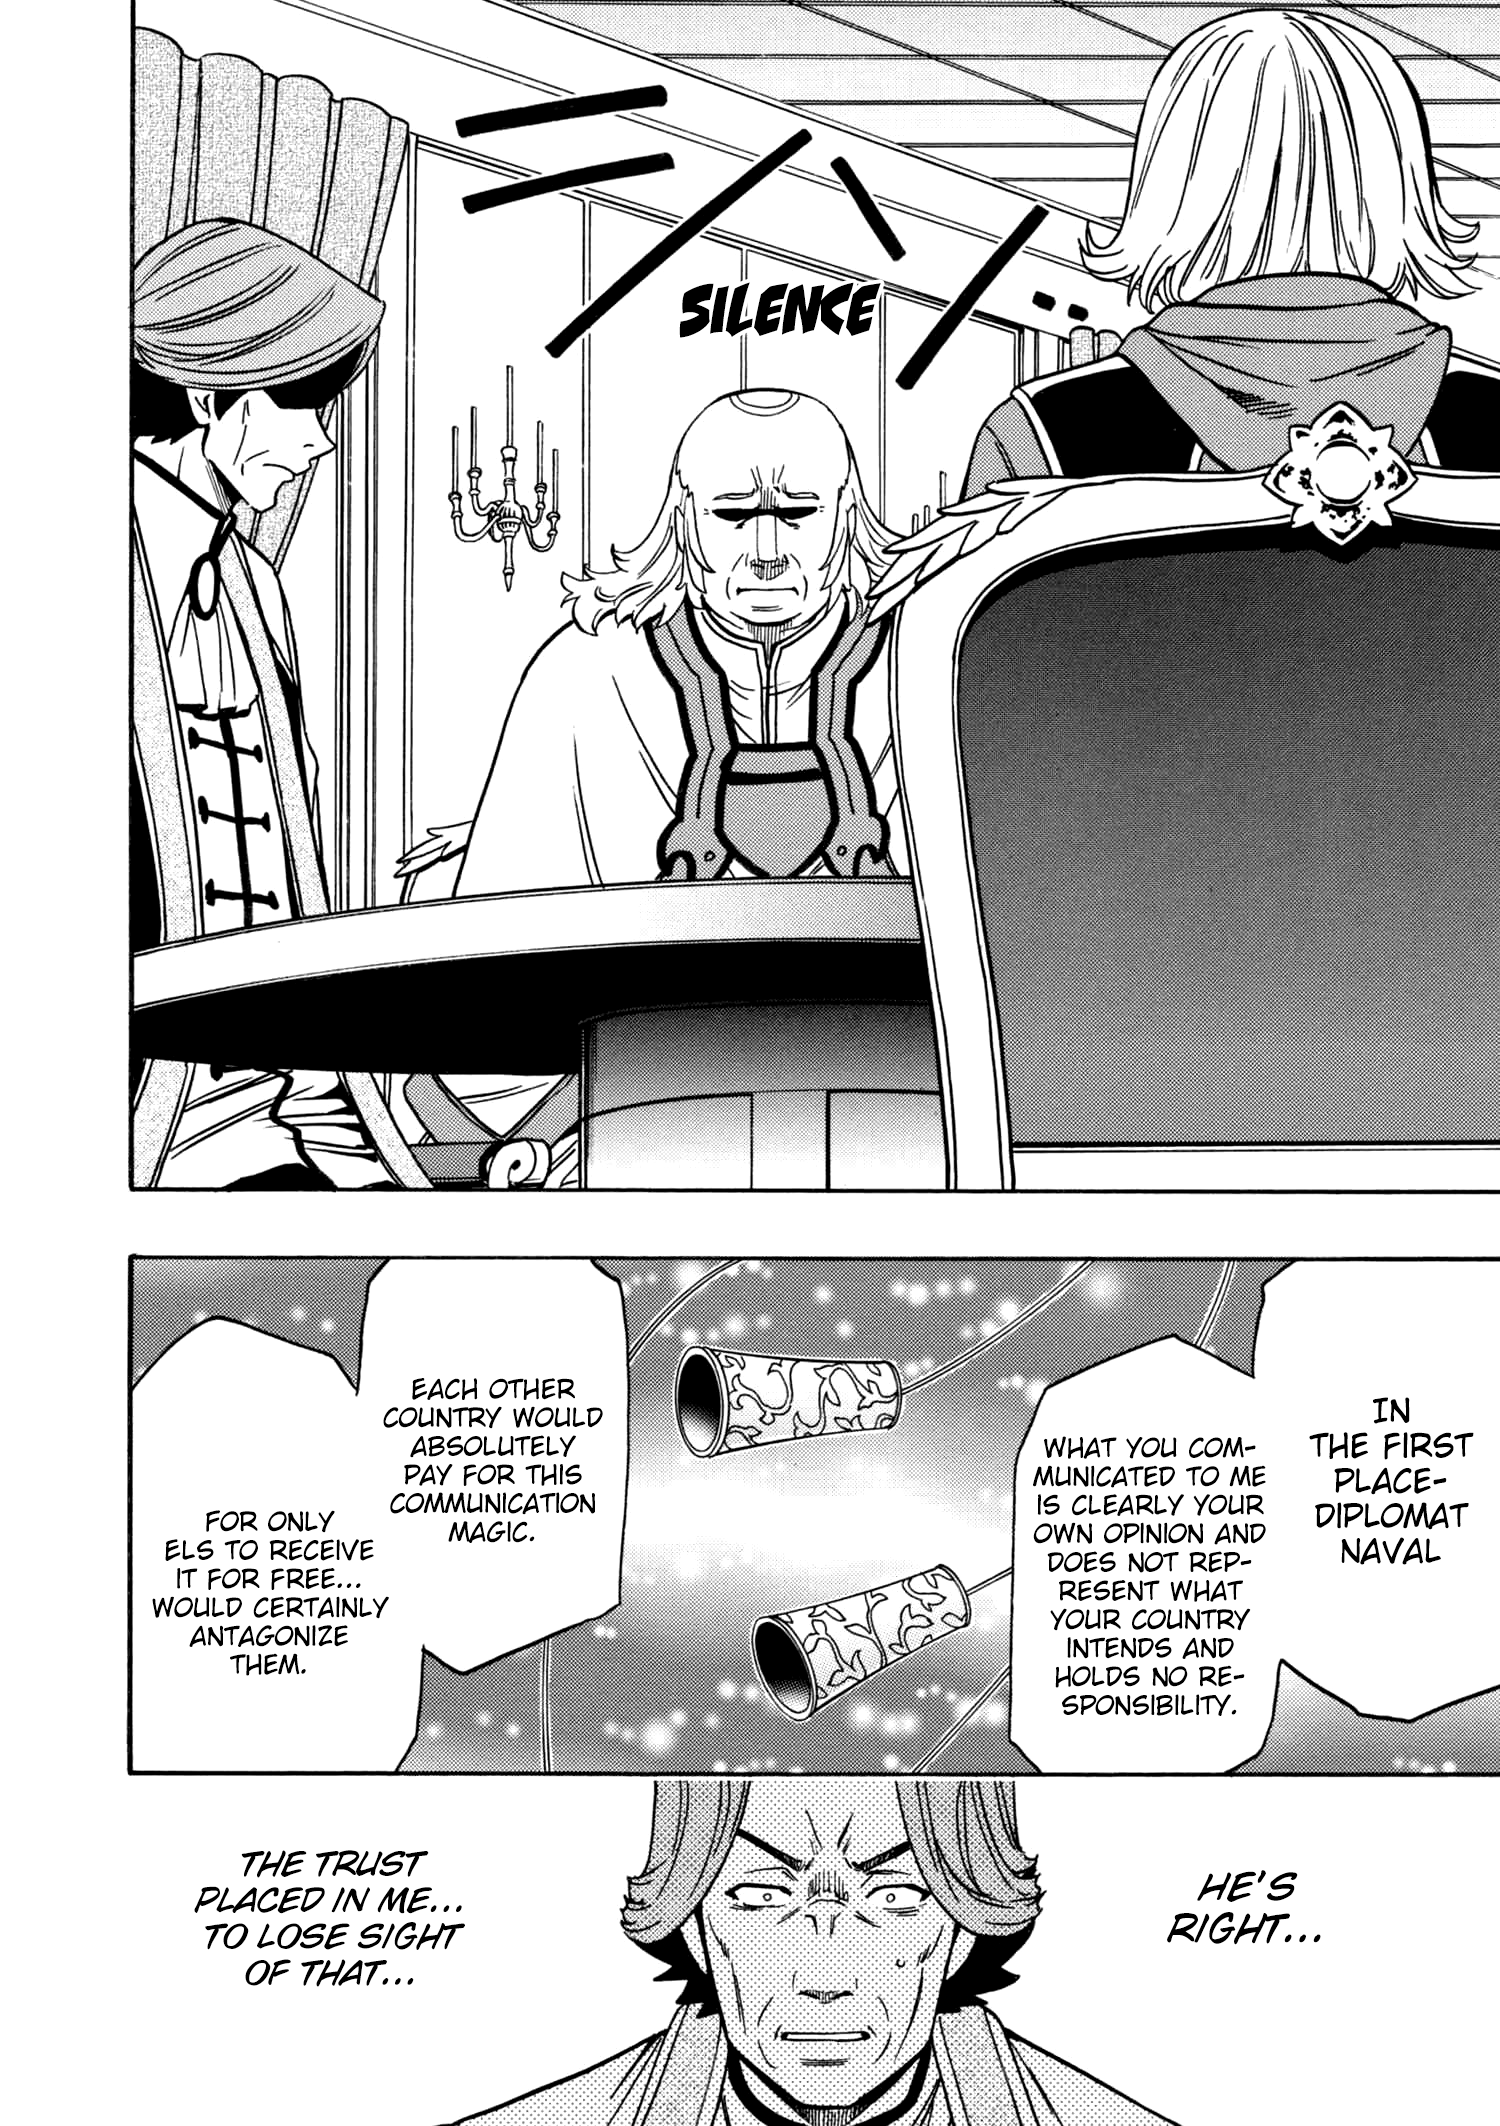 SILENCE
IN
THE FIRST
PLACE-
DIPLOMAT
NAVAL
WHAT YOU COM-
MUNICATED TO ME
IS CLEARLY YOUR
OWN OPINION AND
DOES NOT REP-
RESENT WHAT
YOUR COUNTRY
INTENDS AND
HOLDS NO RE-
SPONSIBILITY.
EACH OTHER
COUNTRY WOULD
ABSOLUTELY
PAY FOR THIS
COMMUNICATION
MAGIC.
FOR ONLY
ELS TO RECEIVE
IT FOR FREE...
WOULD CERTAINLY
ANTAGONIZE
THEM.
HE'S
RIGHT...
THE TRUST
PLACED IN ME...
TO LOSE SIGHT
OF THAT...